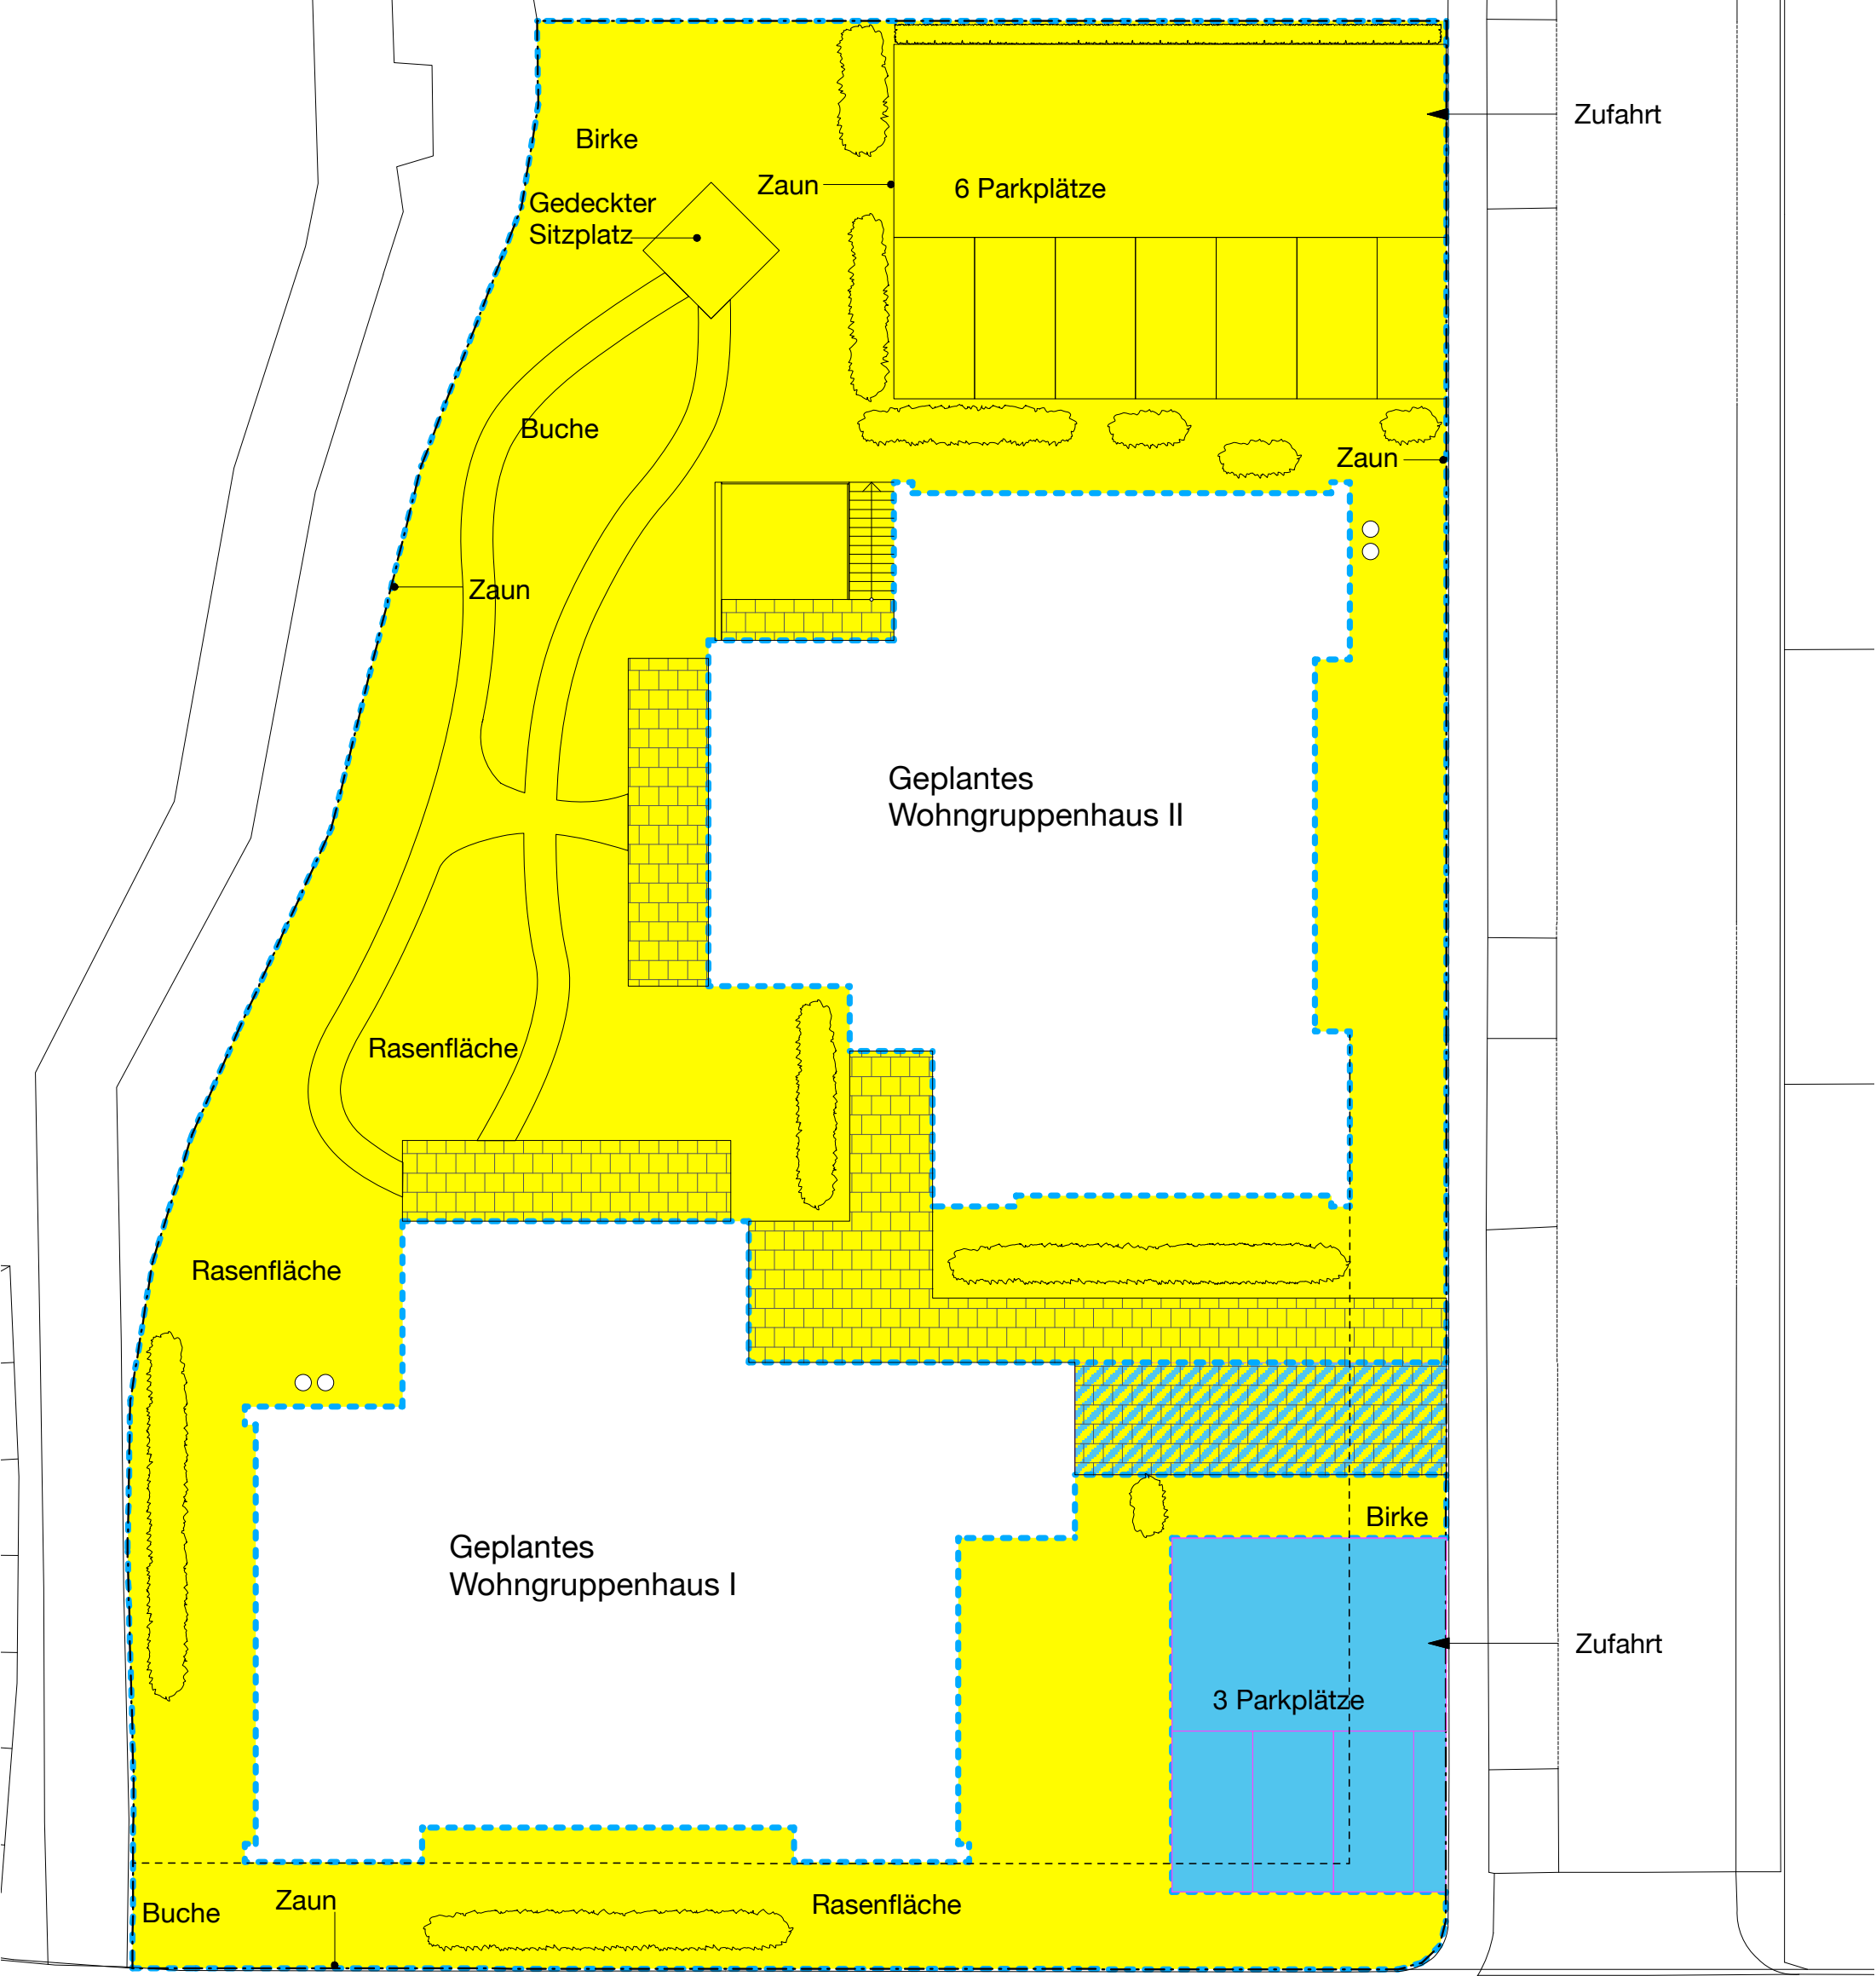 Zufahrt
Birke
Zaun
6 Parkplätze
Gedeckter
Sitzplatz
Buche
Zaun
Zaun
Geplantes
Wohngruppenhaus II
Rasenfläche
Rasenfläche
Birke
Geplantes
Wohngruppenhaus I
Zufahrt
3 Parkplätze
Zaun
Rasenfläche
Buche